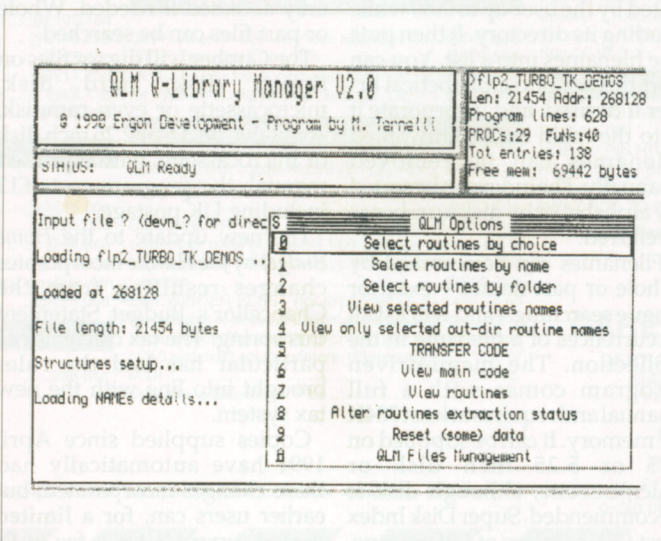 QLM Q-Library Manager V2.0
© 1990 Ergon Development - Program by M. Tarnelli
STATUS: QLM Ready
>flp2_TURBO_TK_DEMOS
Len: 21454 Addr: 268128
Program lines: 628
PROCs:29 FuNs:40
Tot entries: 138
Free mem: 69442 bytes
Input file ? (devn_? for direc
Loading flp2_TURBO_TK_DEMOS ..
Loaded at 268128
File length: 21454 bytes
Structures setup...
Loading NAMEs details...
S QLM Options
0 Select routines by choice
1 Select routines by name
2 Select routines by folder
3 View selected routines names
4 View only selected out-dir routine names
5 TRANSFER CODE
6 View main code
7 View routines
8 Alter routines extraction status
9 Reset (some) data
A QLM Files Management